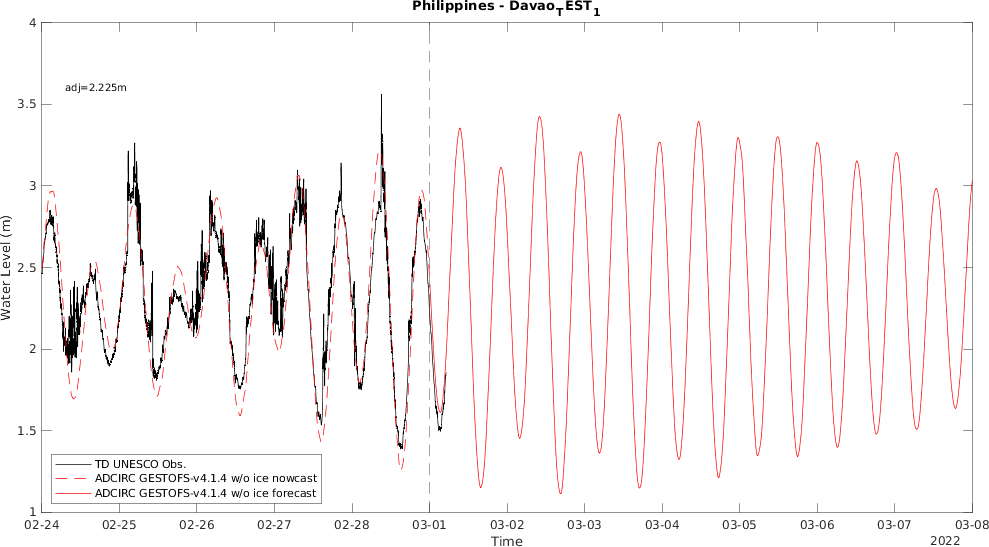 Philippines - Davao_TEST_1
adj=2.225m
Water Level (m)
4
3.5
3
2.5
2
1.5
1
TD UNESCO Obs.
ADCIRC GESTOFS-v4.1.4 w/o ice nowcast
ADCIRC GESTOFS-v4.1.4 w/o ice forecast
02-24 02-25 02-26 02-27 02-28 03-01 03-02 03-03 03-04 03-05 03-06 03-07 03-08
Time
2022